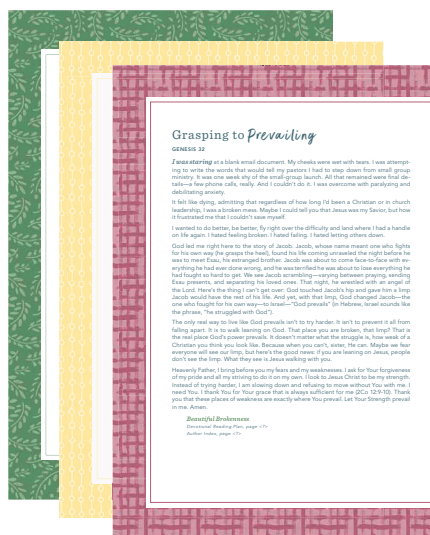 Grasping to Prevailing
GENESIS 32
I was staring at a blank email document. My cheeks were wet with tears. I was attempt-
ing to write the words that would tell my pastors I had to step down from small group
ministry. It was one week shy of the small-group launch. All that remained were final de-
tails—a few phone calls, really. And I couldn't do it. I was overcome with paralyzing and
debilitating anxiety.
It felt like dying, admitting that regardless of how long I'd been a Christian or in church
leadership, I was a broken mess. Maybe I could tell you that Jesus was my Savior, but how
it frustrated me that I couldn't save myself.
I wanted to do better, be better, fly right over the difficulty and land where I had a handle
on life again. I hated feeling broken. I hated failing. I hated letting others down.
God led me right here to the story of Jacob. Jacob, whose name meant one who fights
for his own way (he grasps the heel), found his life coming unraveled the night before he
was to meet Esau, his estranged brother. Jacob was about to come face-to-face with ev-
erything he had ever done wrong, and he was terrified he was about to lose everything he
had fought so hard to get. We see Jacob scrambling—varying between praying, sending
Esau presents, and separating his loved ones. That night, he wrestled with an angel of
the Lord. Here's the thing I can't get over: God touched Jacob's hip and gave him a limp
Jacob would have the rest of his life. And yet, with that limp, God changed Jacob—the
one who fought for his own way—to Israel—"God prevails" (in Hebrew, Israel sounds like
the phrase, "he struggled with God").
The only real way to live like God prevails isn't to try harder. It isn't to prevent it all from
falling apart. It is to walk leaning on God. That place you are broken, that limp? That is
the real place God's power prevails. It doesn't matter what the struggle is, how weak of a
Christian you think you look like. Because when you can't, sister, He can. Maybe we fear
everyone will see our limp, but here's the good news: if you are leaning on Jesus, people
don't see the limp. What they see is Jesus walking with you.
Heavenly Father, I bring before you my fears and my weaknesses. I ask for Your forgiveness
of my pride and all my striving to do it on my own. I look to Jesus Christ to be my strength.
Instead of trying harder, I am slowing down and refusing to move without You with me. I
need You. I thank You for Your grace that is always sufficient for me (2Co 12:9-10). Thank
you that these places of weakness are exactly where You prevail. Let Your Strength prevail
in me. Amen.
Beautiful Brokenness
Devotional Reading Plan, page <?>
Author Index, page <?>